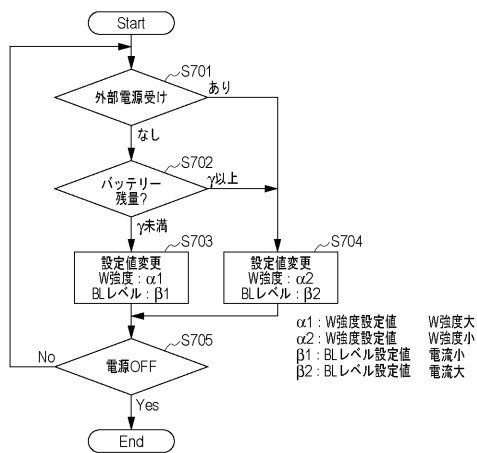 Start
S701
外部電源受け
あり
なし
S702
バッテリー
残量?
γ以上
γ未満
S703
設定値変更
W強度：α1
BLレベル：β1
S704
設定値変更
W強度：α2
BLレベル：β2
α1：W強度設定値 W強度大
α2：W強度設定値 W強度小
β1：BLレベル設定値 電流小
β2：BLレベル設定値 電流大
S705
電源OFF
No
Yes
End